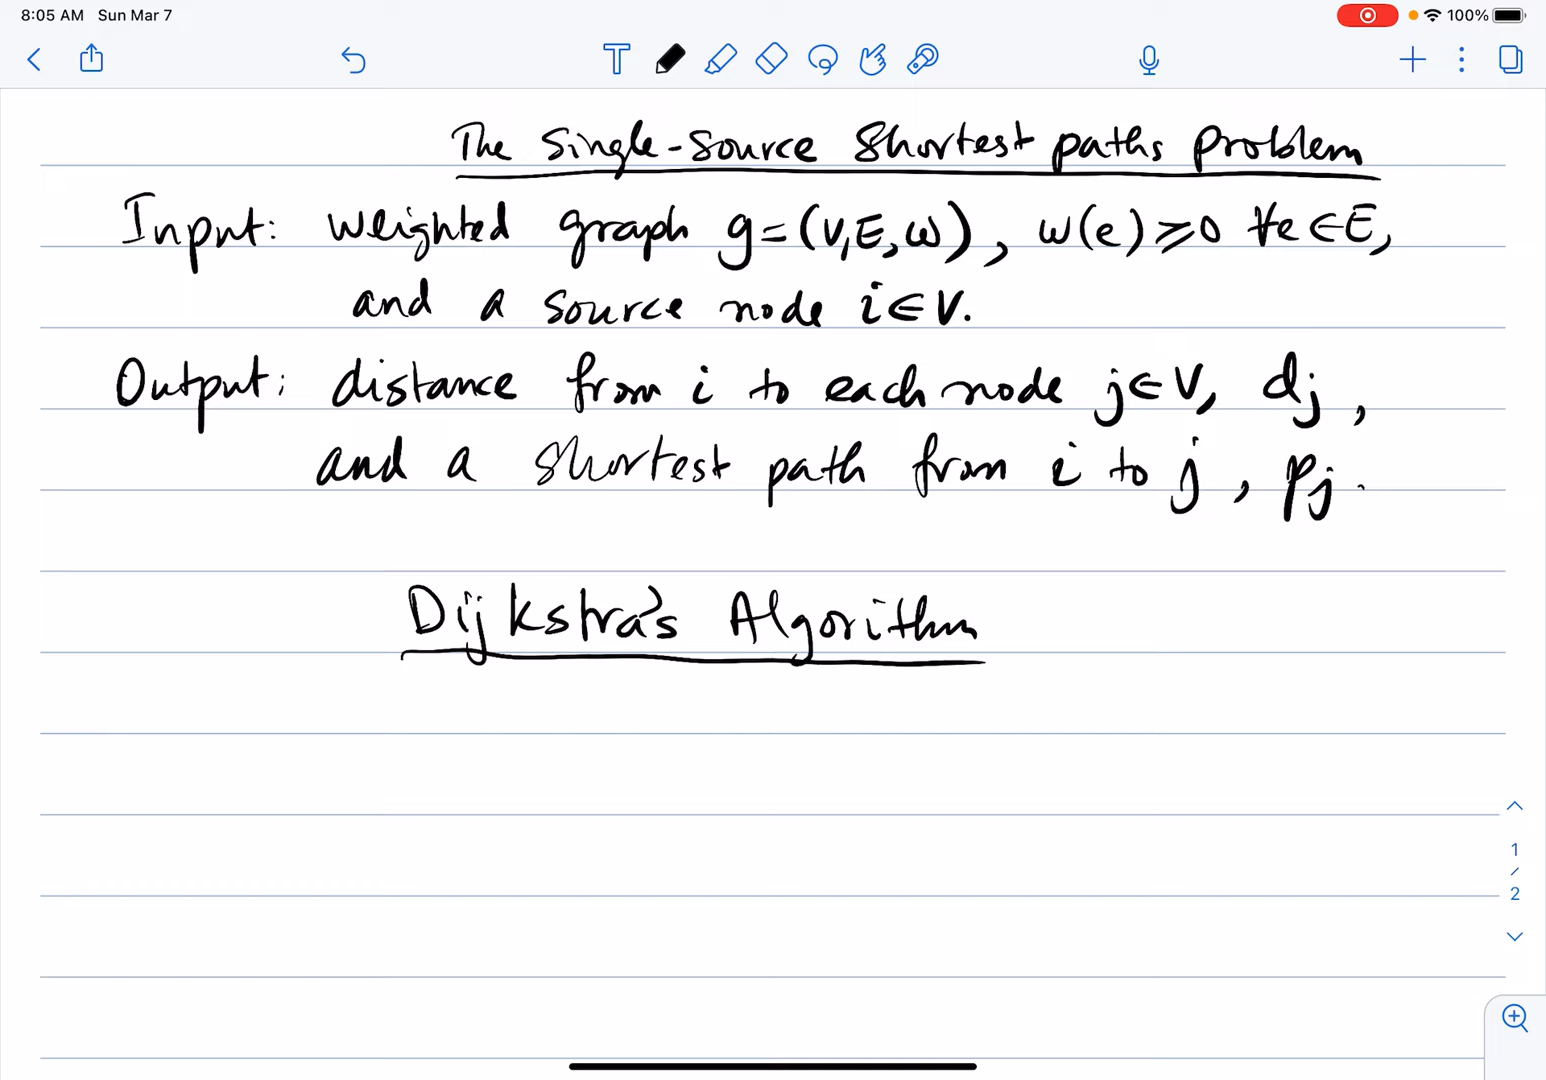 8:05 AM Sun Mar 7
100%
T
The Single-Source Shortest paths Problem
Input: weighted graph g=(V,E,w), w(e)⩾0 ∀e∈E,
and a source node i∈V.
Output: distance from i to each node j∈V, dj,
and a shortest path from i to j, pj.
Dijkstra's Algorithm
1
/
2